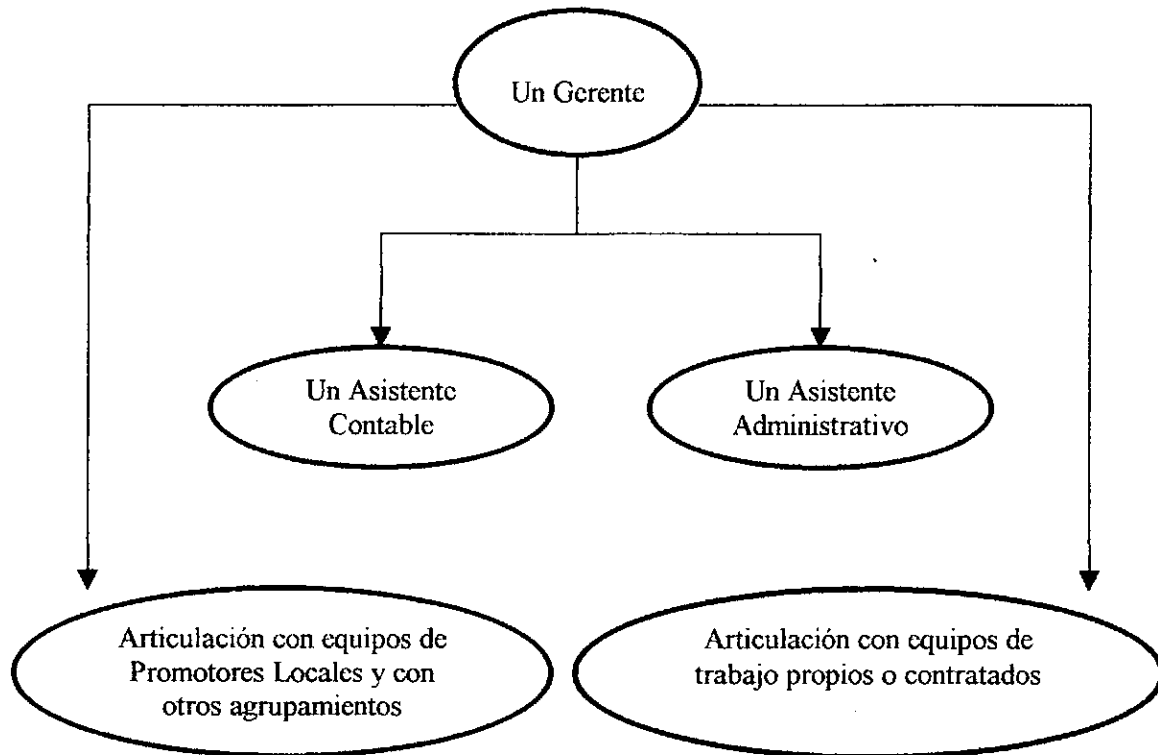 Un Gerente
Un Asistente
Contable
Un Asistente
Administrativo
Articulación con equipos de
Promotores Locales y con
otros agrupamientos
Articulación con equipos de
trabajo propios o contratados